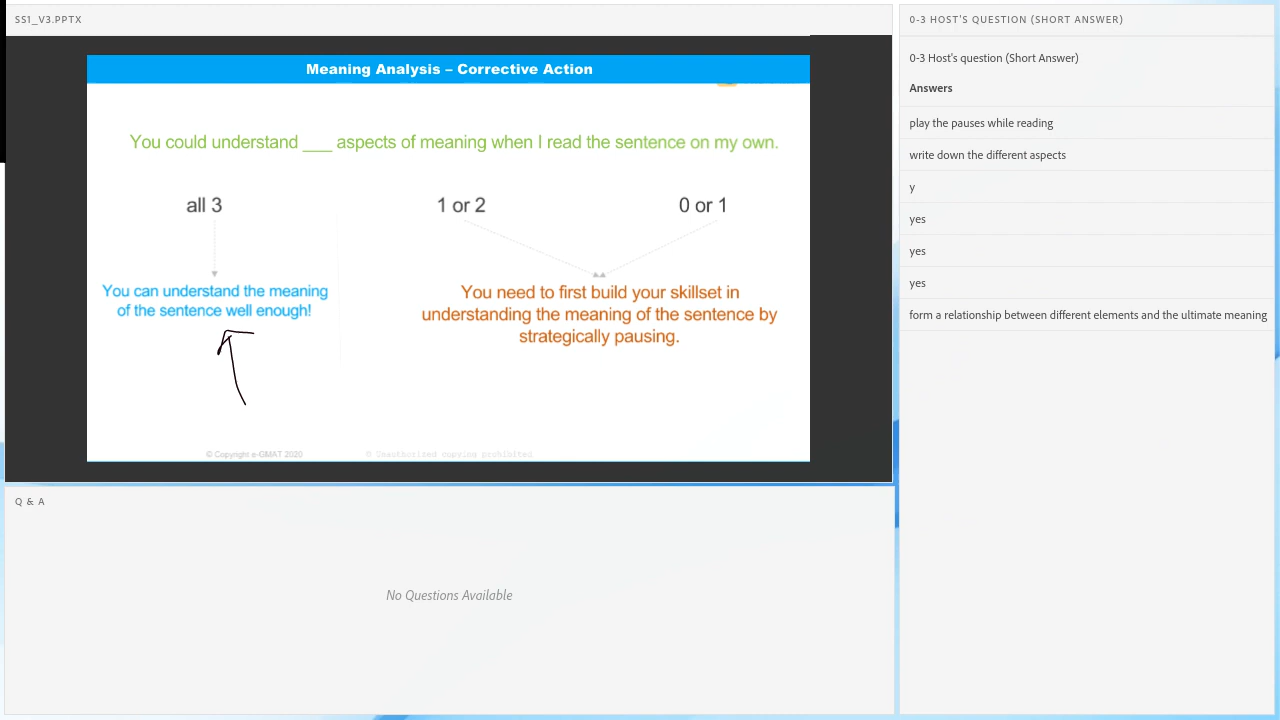 SS1_V3.PPTX
Meaning Analysis – Corrective Action
You could understand ___ aspects of meaning when I read the sentence on my own.
all 3
1 or 2
0 or 1
You can understand the meaning
of the sentence well enough!
You need to first build your skillset in
understanding the meaning of the sentence by
strategically pausing.
© Copyright e-GMAT 2020
© Unauthorized copying prohibited
Q & A
No Questions Available
0-3 HOST'S QUESTION (SHORT ANSWER)
0-3 Host's question (Short Answer)
Answers
play the pauses while reading
write down the different aspects
y
yes
yes
yes
form a relationship between different elements and the ultimate meaning